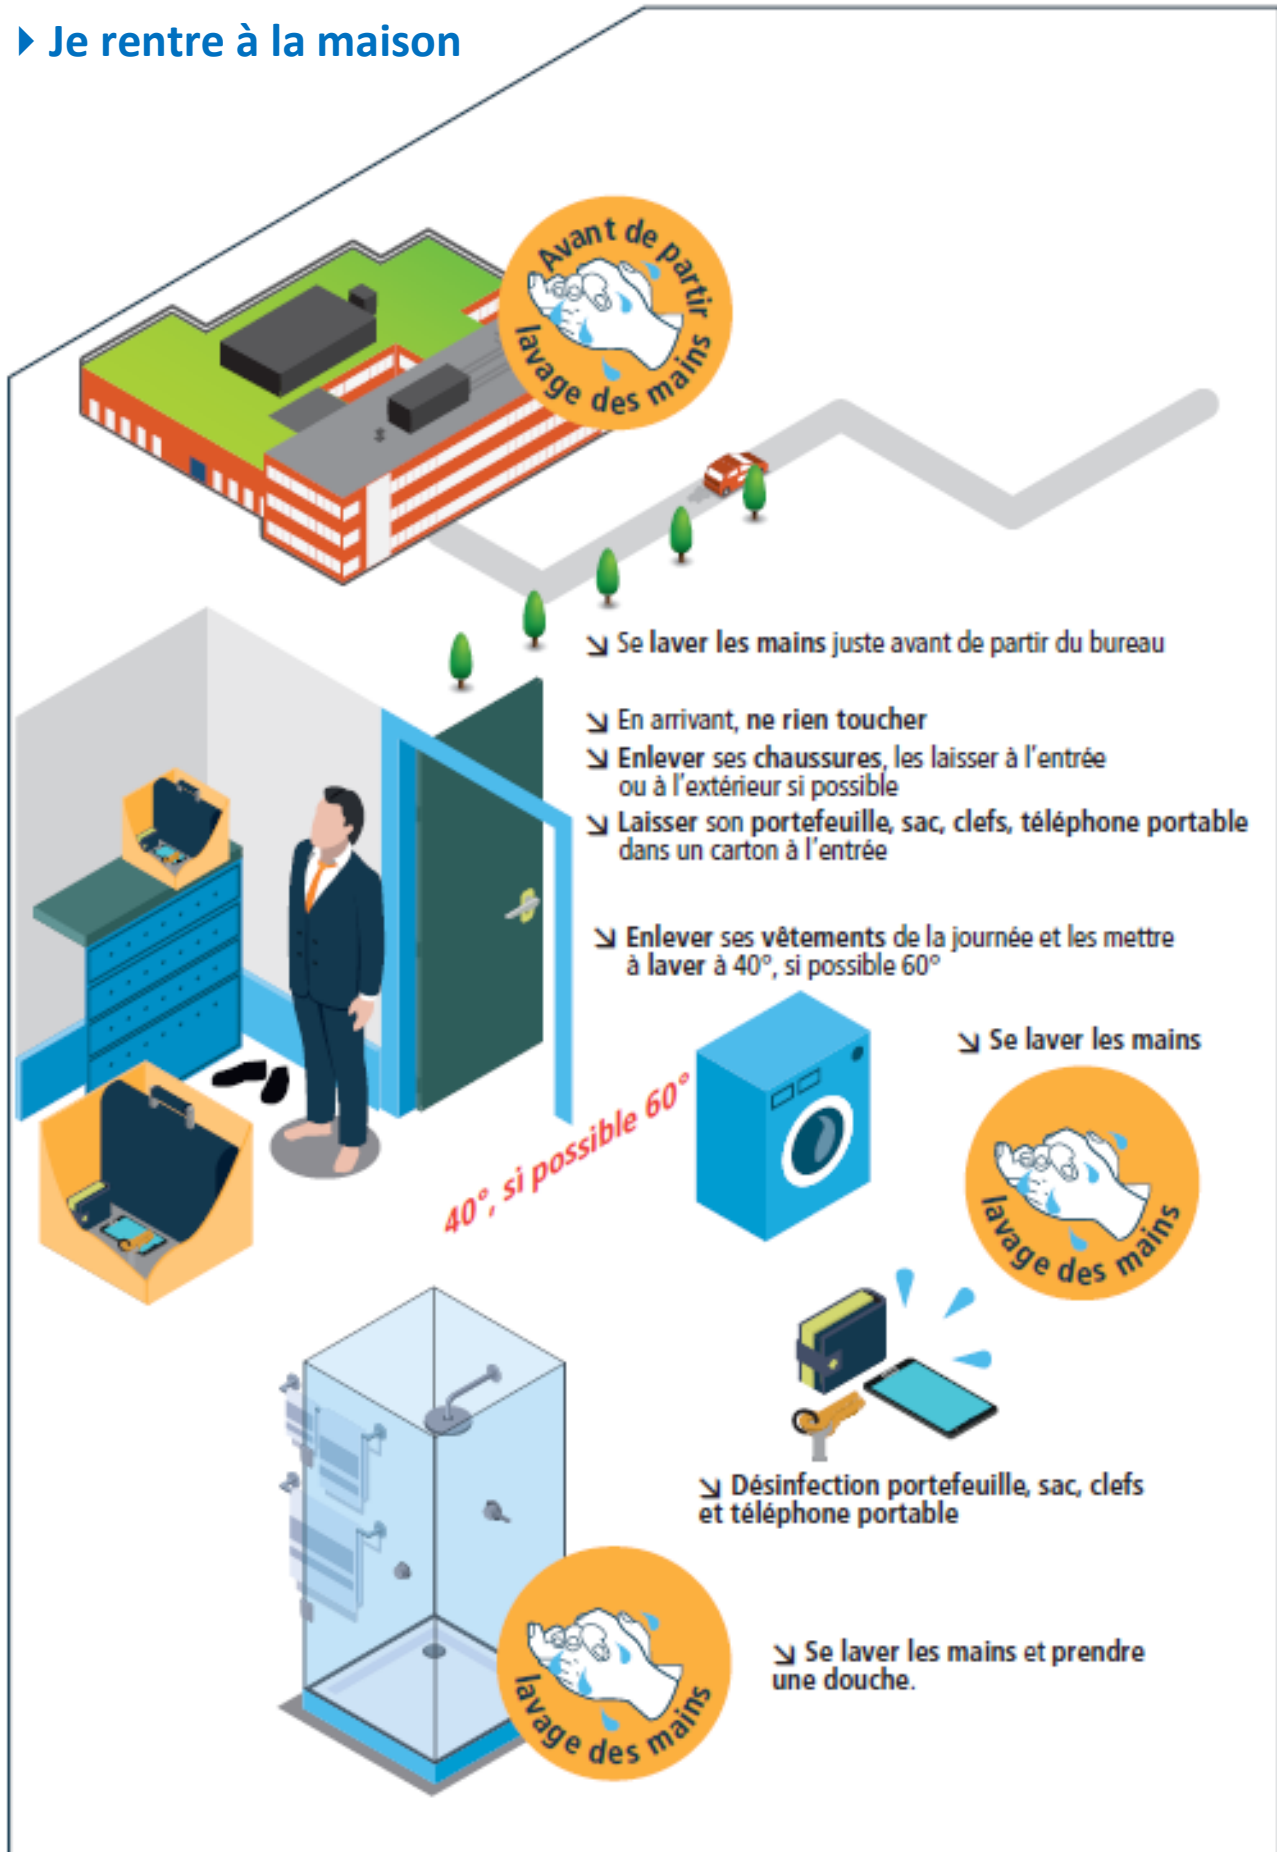 Je rentre à la maison
Avant de partir
lavage des mains
Se laver les mains juste avant de partir du bureau
En arrivant, ne rien toucher
Enlever ses chaussures, les laisser à l'entrée
ou à l'extérieur si possible
Laisser son portefeuille, sac, clefs, téléphone portable
dans un carton à l'entrée
Enlever ses vêtements de la journée et les mettre
à laver à 40°, si possible 60°
Se laver les mains
40°, si possible 60°
lavage des mains
Désinfection portefeuille, sac, clefs
et téléphone portable
Se laver les mains et prendre
une douche.
lavage des mains